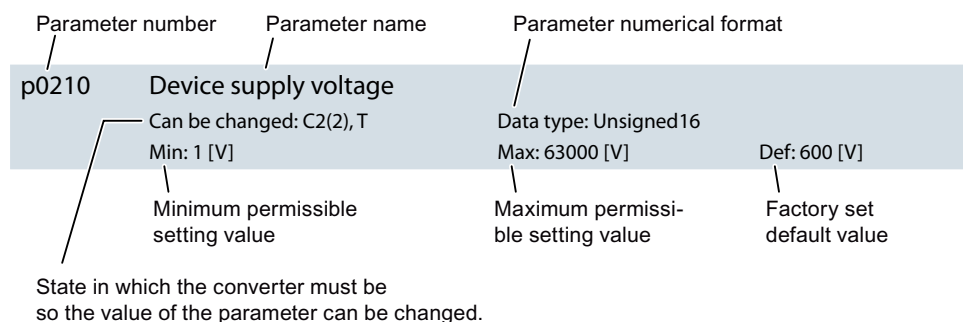 Parameter number Parameter name Parameter numerical format
p0210 Device supply voltage
Can be changed: C2(2), T Data type: Unsigned16
Min: 1 [V] Max: 63000 [V] Def: 600 [V]
Minimum permissible Maximum permissi- Factory set
setting value ble setting value default value
State in which the converter must be
so the value of the parameter can be changed.